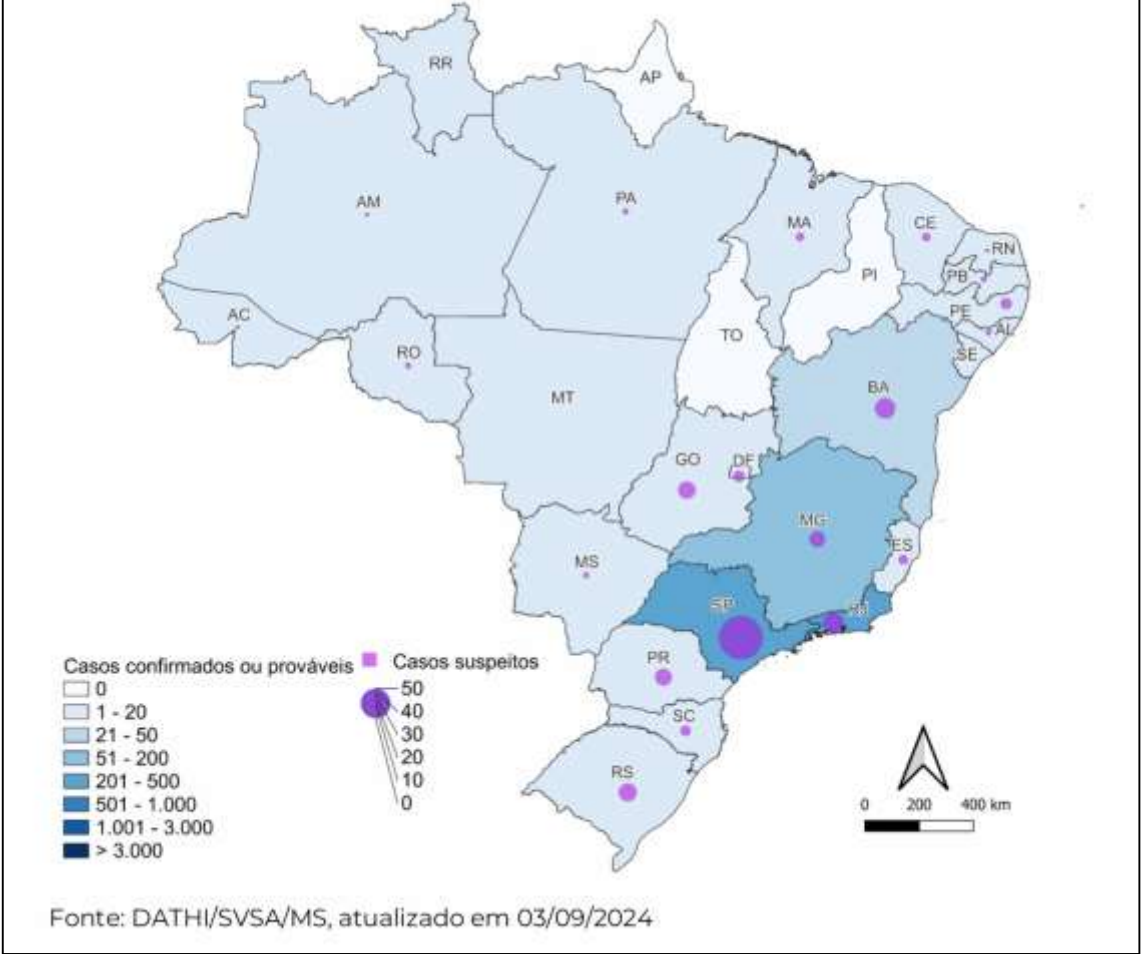 RR
AP
AM
PA
MA
CE
RN
PB
PI
PE
AL
AC
TO
SE
RO
BA
MT
GO
DF
MG
ES
MS
SP
RJ
PR
SC
RS
Casos confirmados ou prováveis
0
1 - 20
21 - 50
51 - 200
201 - 500
501 - 1.000
1.001 - 3.000
> 3.000
Casos suspeitos
50
40
30
20
10
0
0 200 400 km
Fonte: DATHI/SVSA/MS, atualizado em 03/09/2024